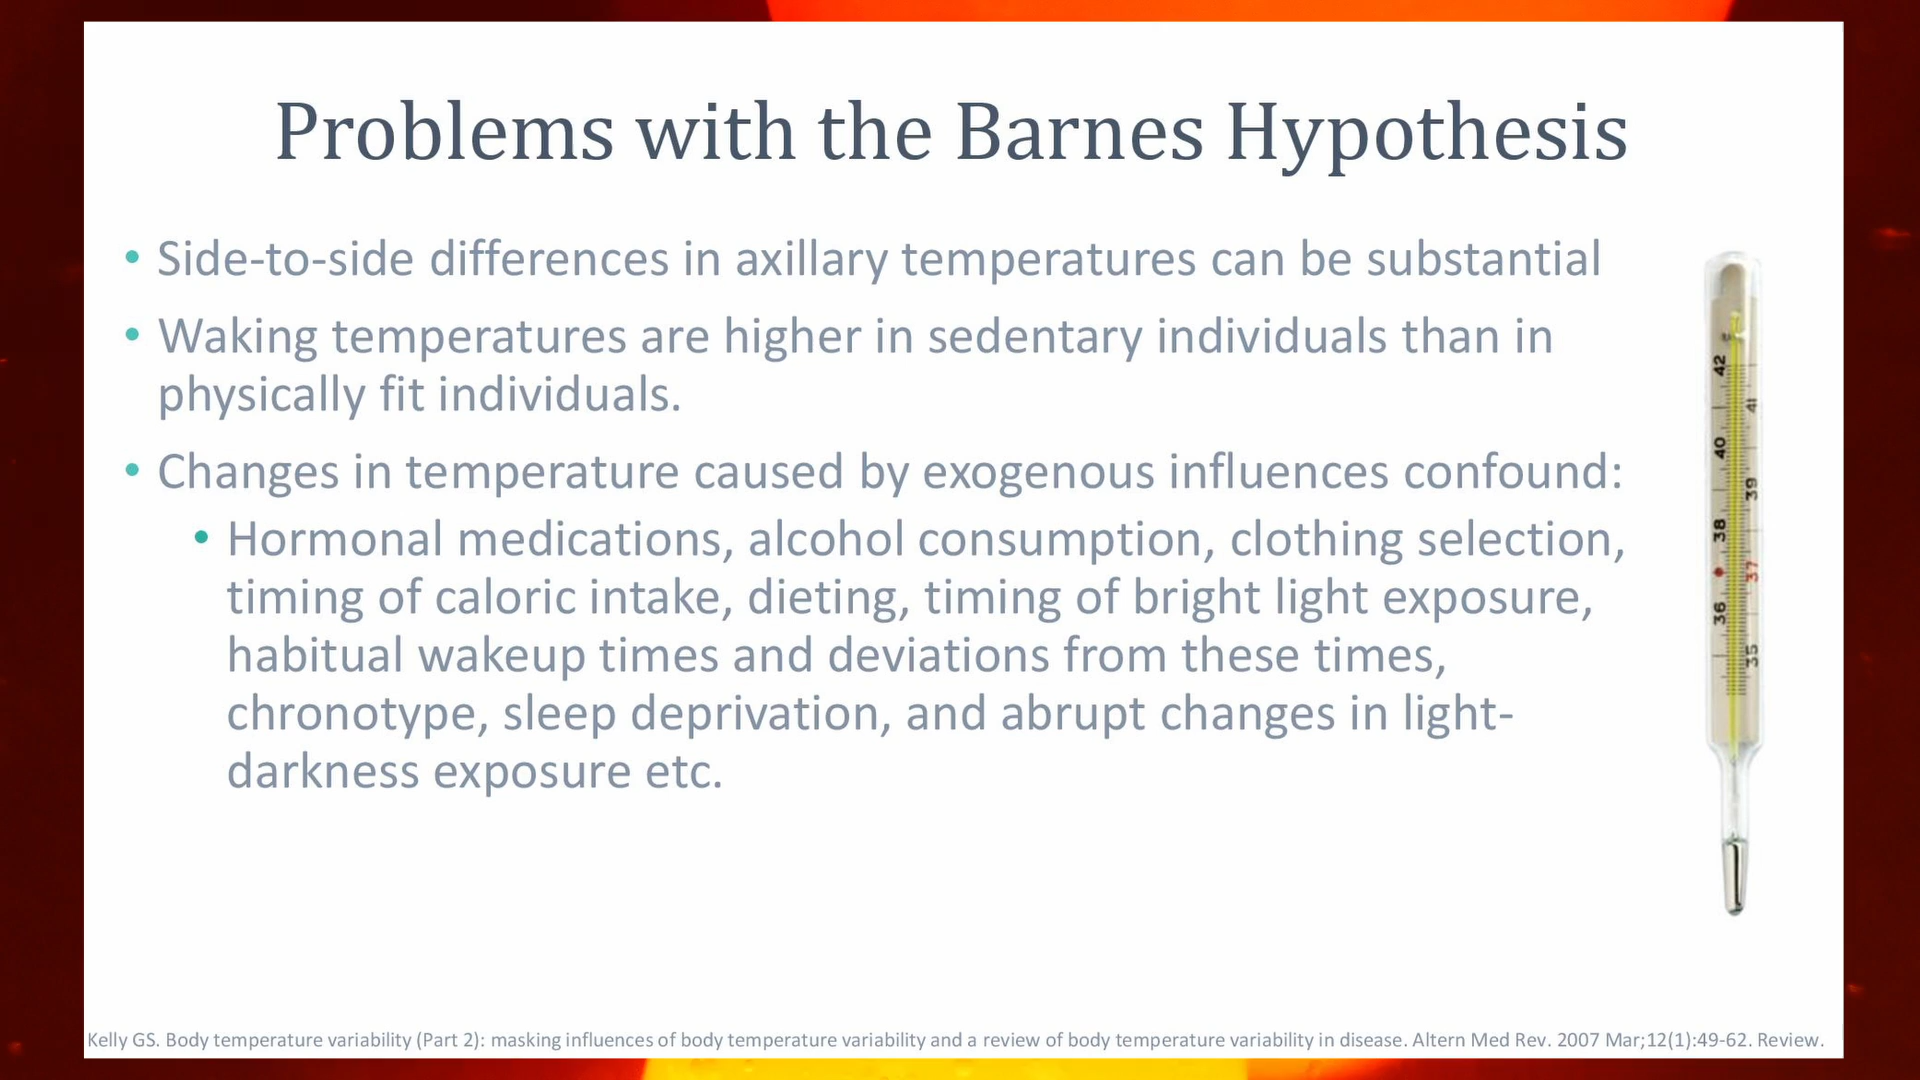 Problems with the Barnes Hypothesis
• Side-to-side differences in axillary temperatures can be substantial
• Waking temperatures are higher in sedentary individuals than in
physically fit individuals.
• Changes in temperature caused by exogenous influences confound:
• Hormonal medications, alcohol consumption, clothing selection,
timing of caloric intake, dieting, timing of bright light exposure,
habitual wakeup times and deviations from these times,
chronotype, sleep deprivation, and abrupt changes in light-
darkness exposure etc.
42
41
40
39
38
37
36
35
Kelly GS. Body temperature variability (Part 2): masking influences of body temperature variability and a review of body temperature variability in disease. Altern Med Rev. 2007 Mar;12(1):49-62. Review.